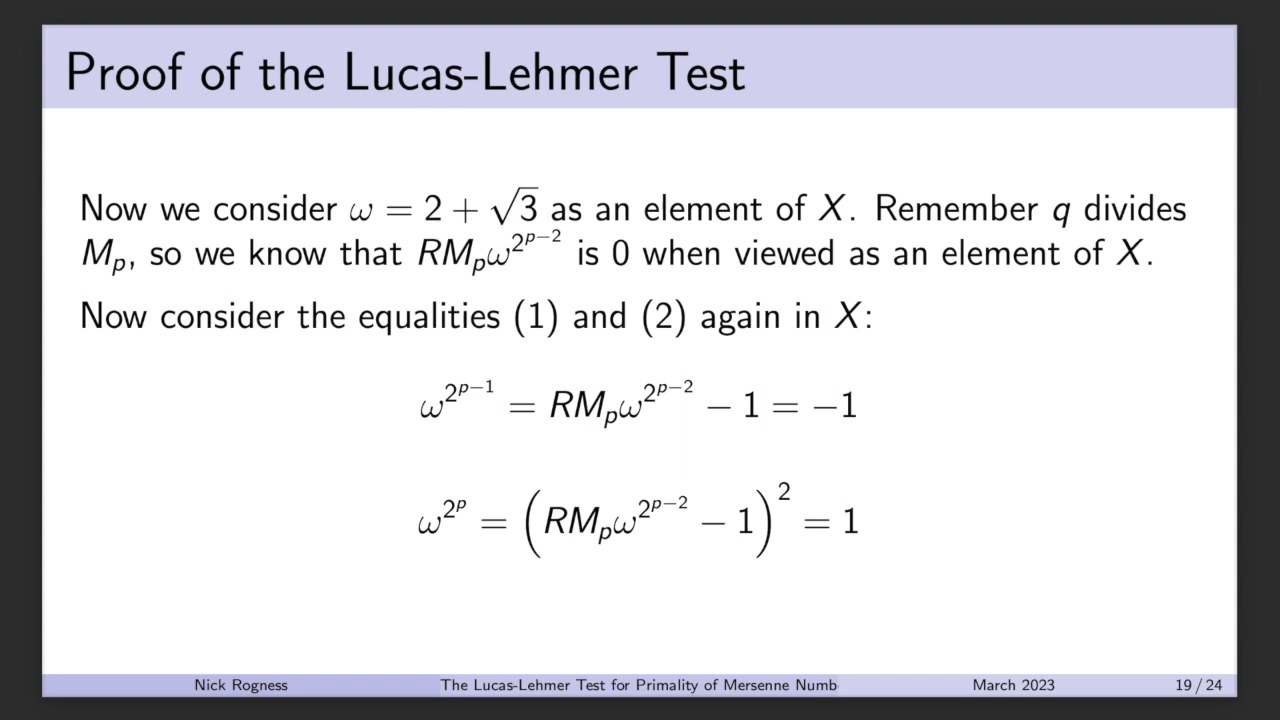 Proof of the Lucas-Lehmer Test
Now we consider ω = 2 + √3 as an element of X. Remember q divides
M_p, so we know that RM_pω^{2^{p−2}} is 0 when viewed as an element of X.
Now consider the equalities (1) and (2) again in X:
ω^{2^{p−1}} = RM_pω^{2^{p−2}} − 1 = −1
ω^{2^p} = (RM_pω^{2^{p−2}} − 1)^2 = 1
Nick Rogness The Lucas-Lehmer Test for Primality of Mersenne Numb March 2023 19 / 24